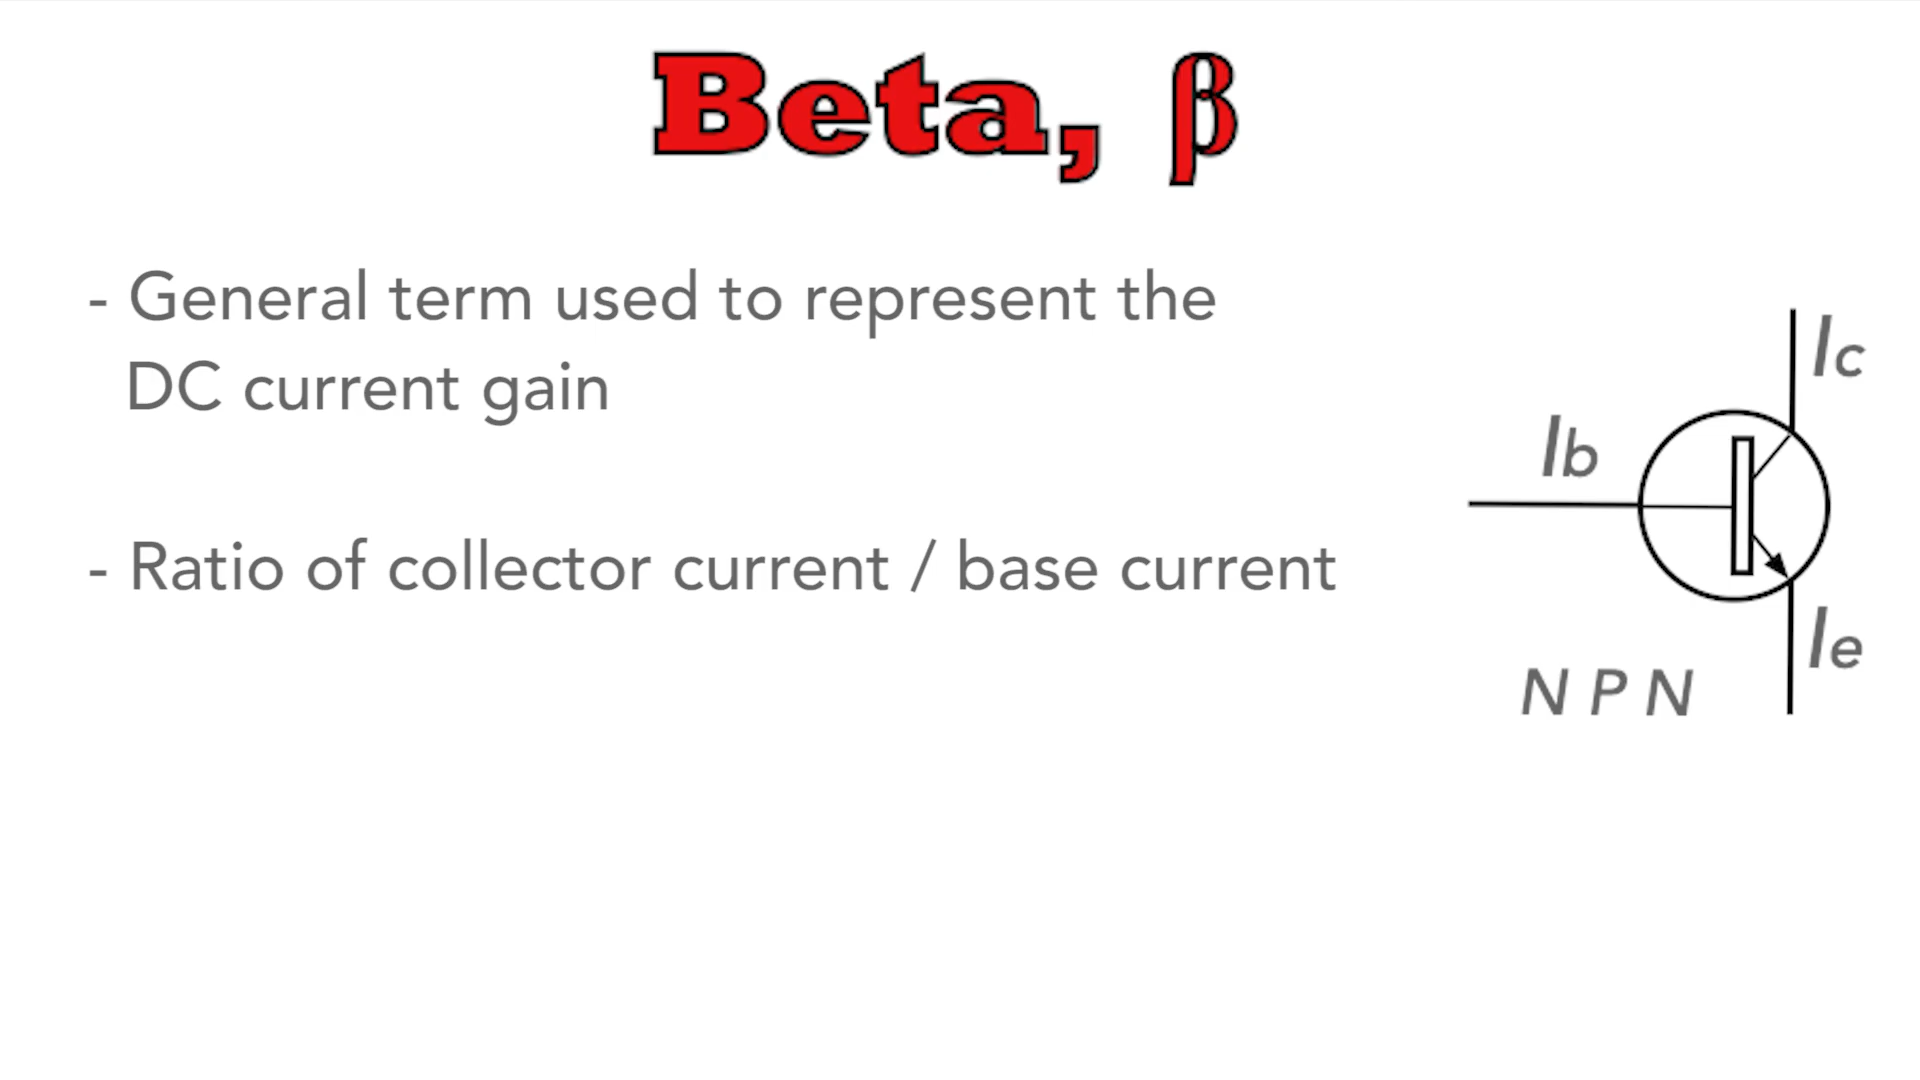 Beta, β
- General term used to represent the
DC current gain
- Ratio of collector current / base current
Ic
Ib
Ie
N P N